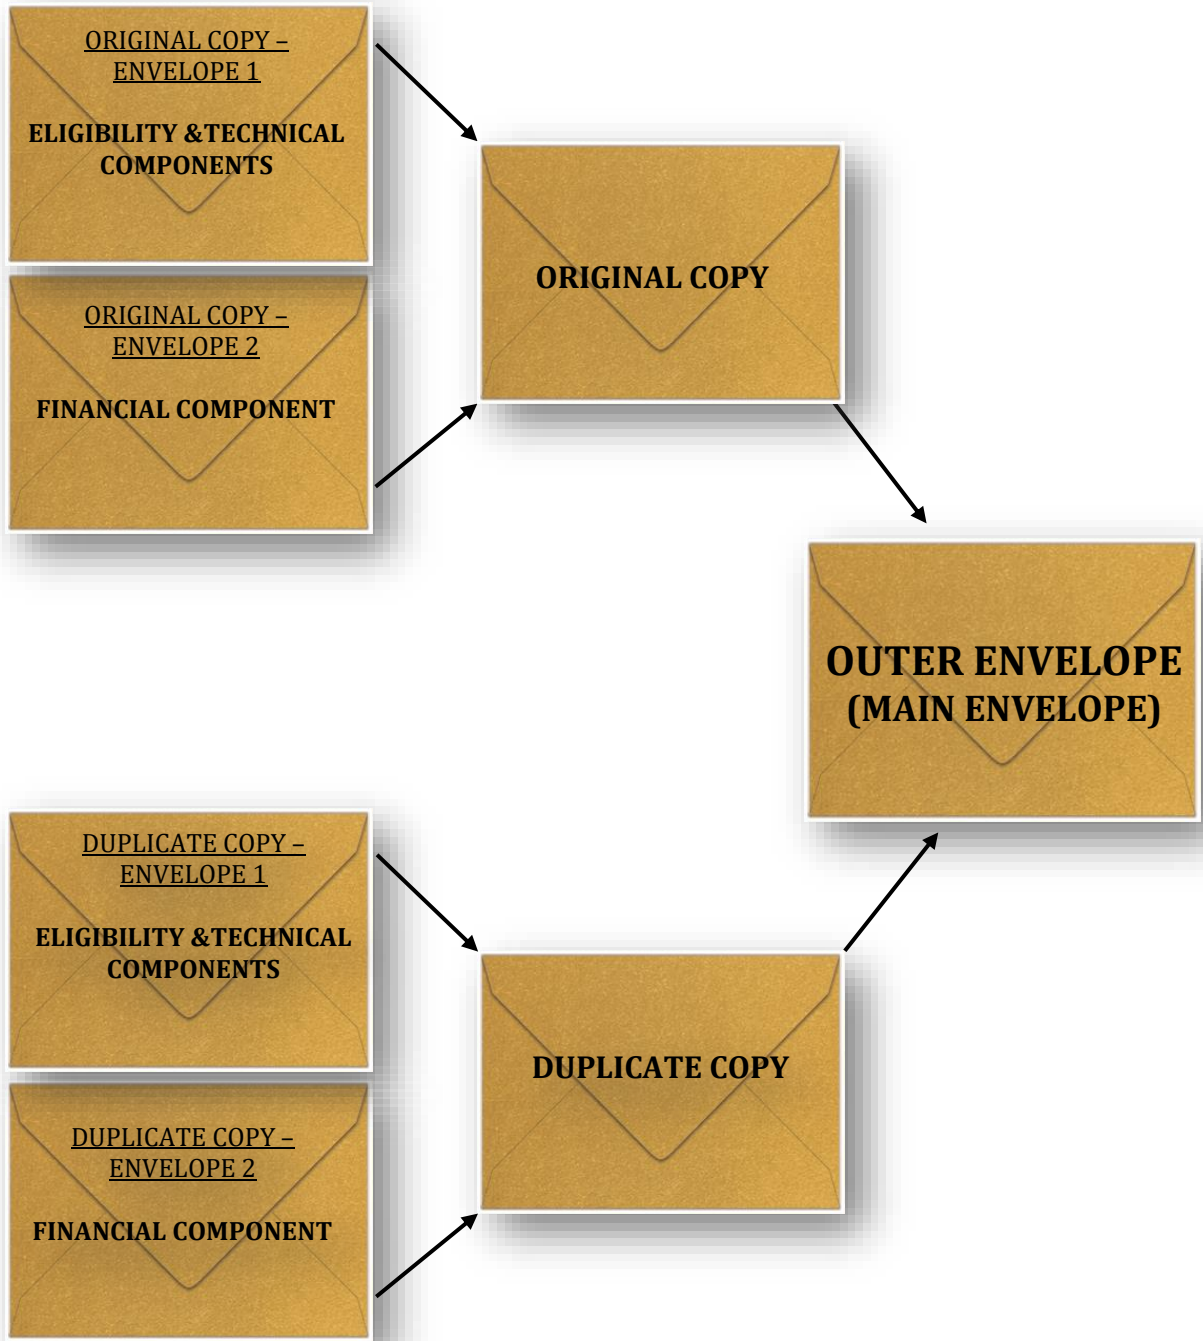 ORIGINAL COPY –
ENVELOPE 1
ELIGIBILITY &TECHNICAL
COMPONENTS
ORIGINAL COPY –
ENVELOPE 2
FINANCIAL COMPONENT
ORIGINAL COPY
OUTER ENVELOPE
(MAIN ENVELOPE)
DUPLICATE COPY –
ENVELOPE 1
ELIGIBILITY &TECHNICAL
COMPONENTS
DUPLICATE COPY –
ENVELOPE 2
FINANCIAL COMPONENT
DUPLICATE COPY